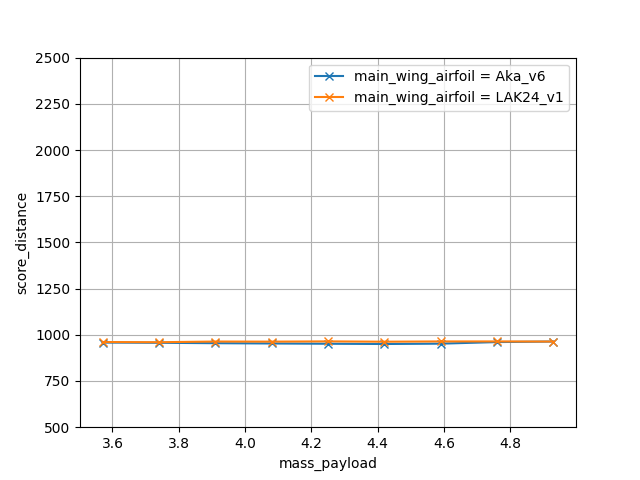 2500
2250
2000
1750
1500
1250
1000
750
500
score_distance
main_wing_airfoil = Aka_v6
main_wing_airfoil = LAK24_v1
3.6 3.8 4.0 4.2 4.4 4.6 4.8
mass_payload